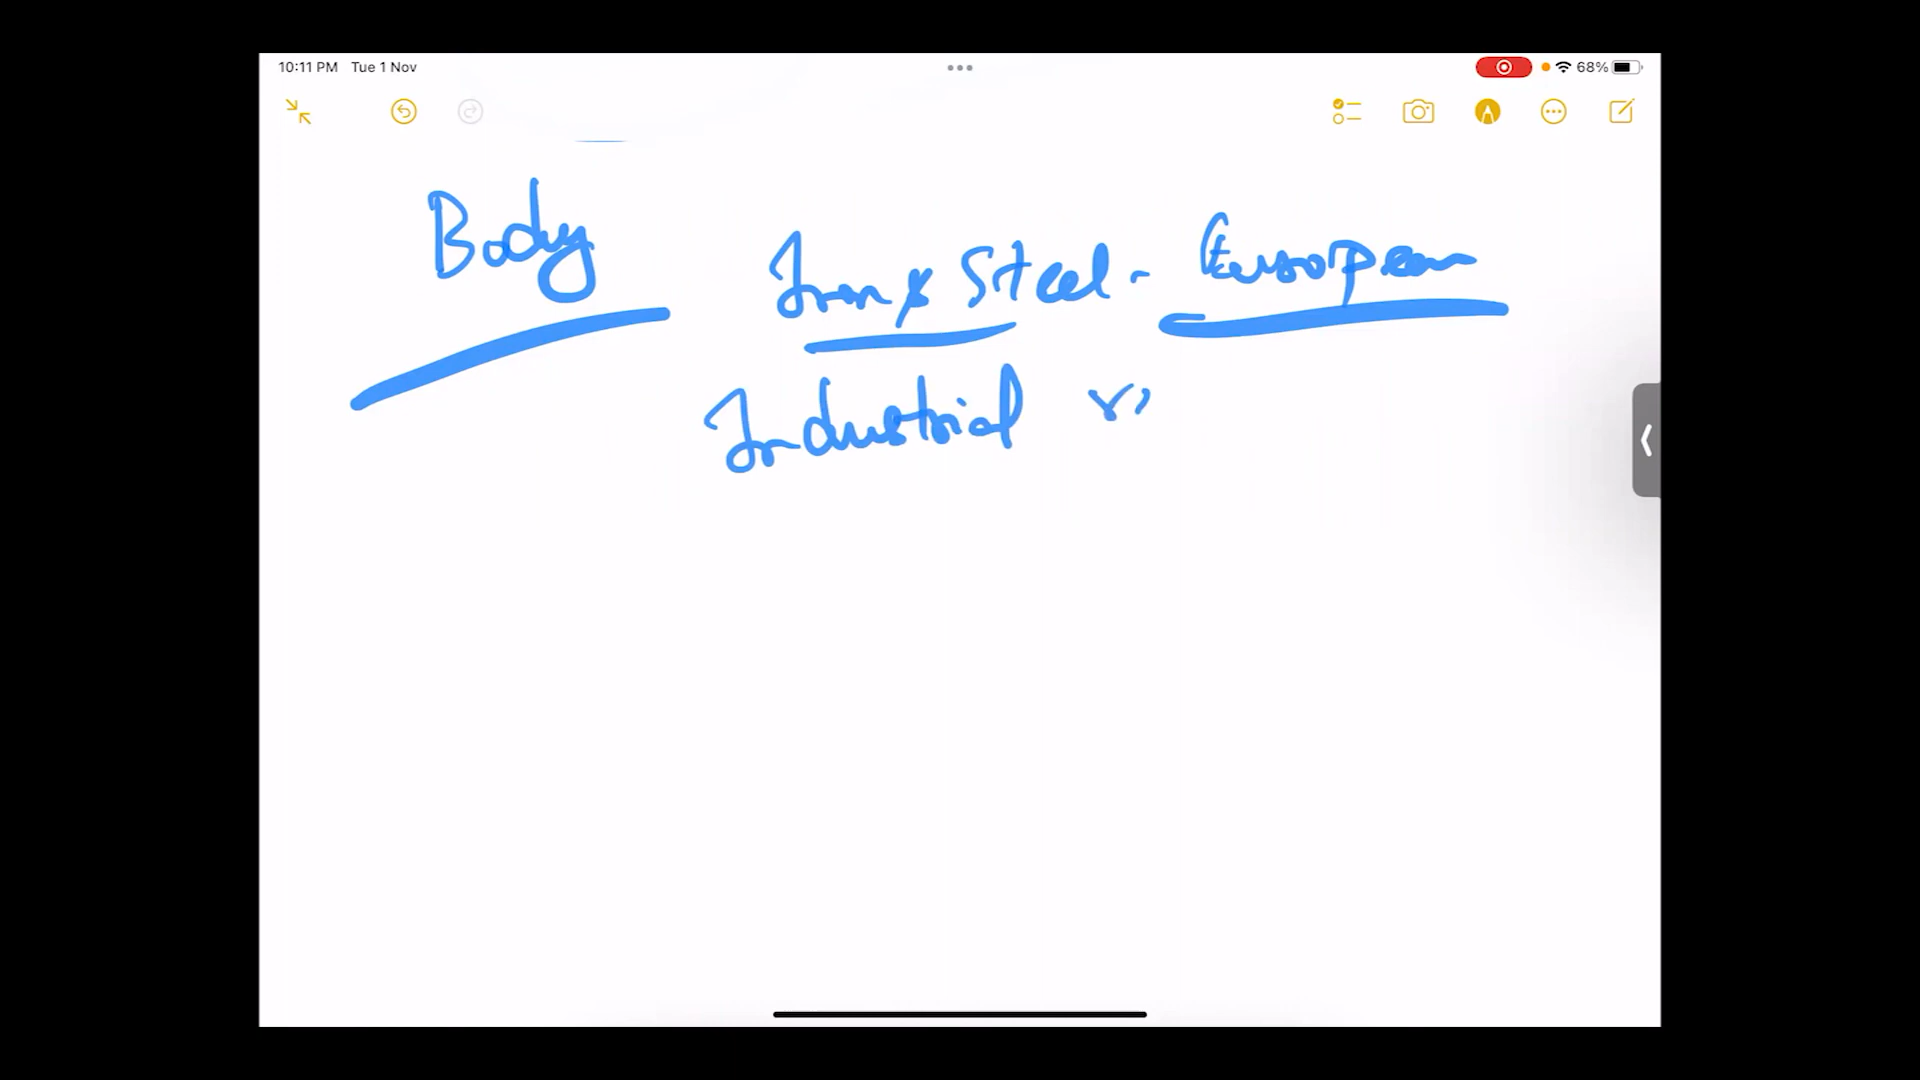 10:11 PM Tue 1 Nov
68%
Body
Iron & Steel - European
Industrial